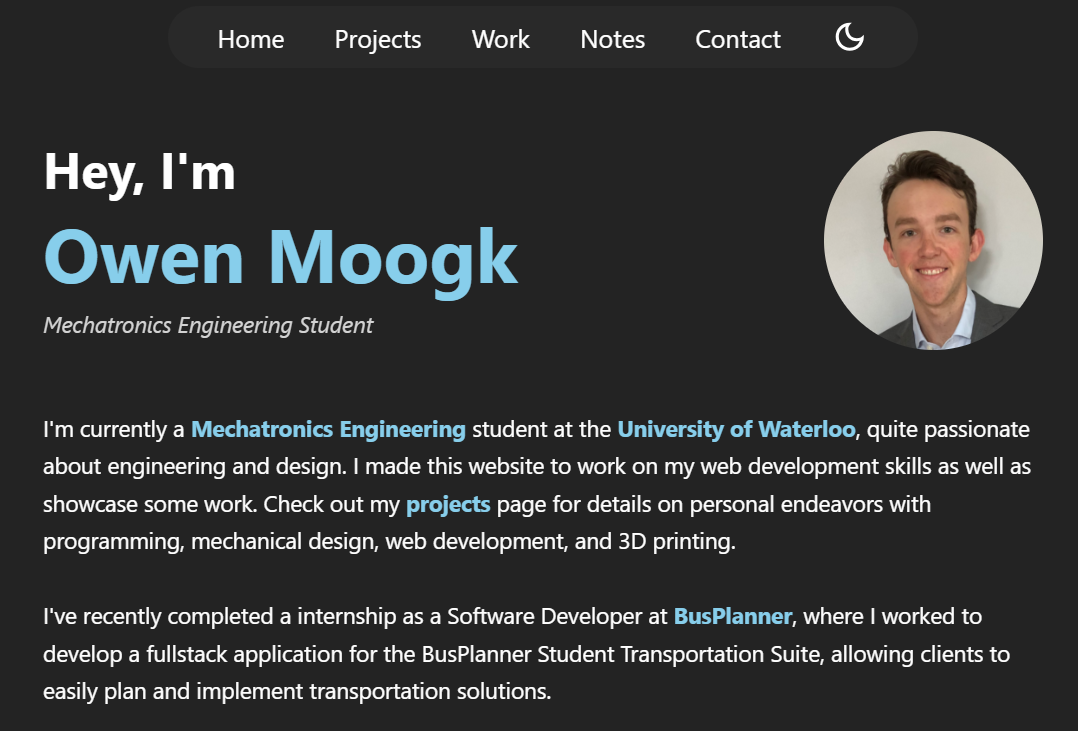 Home Projects Work Notes Contact
Hey, I'm
Owen Moogk
Mechatronics Engineering Student
I'm currently a Mechatronics Engineering student at the University of Waterloo, quite passionate
about engineering and design. I made this website to work on my web development skills as well as
showcase some work. Check out my projects page for details on personal endeavors with
programming, mechanical design, web development, and 3D printing.
I've recently completed a internship as a Software Developer at BusPlanner, where I worked to
develop a fullstack application for the BusPlanner Student Transportation Suite, allowing clients to
easily plan and implement transportation solutions.